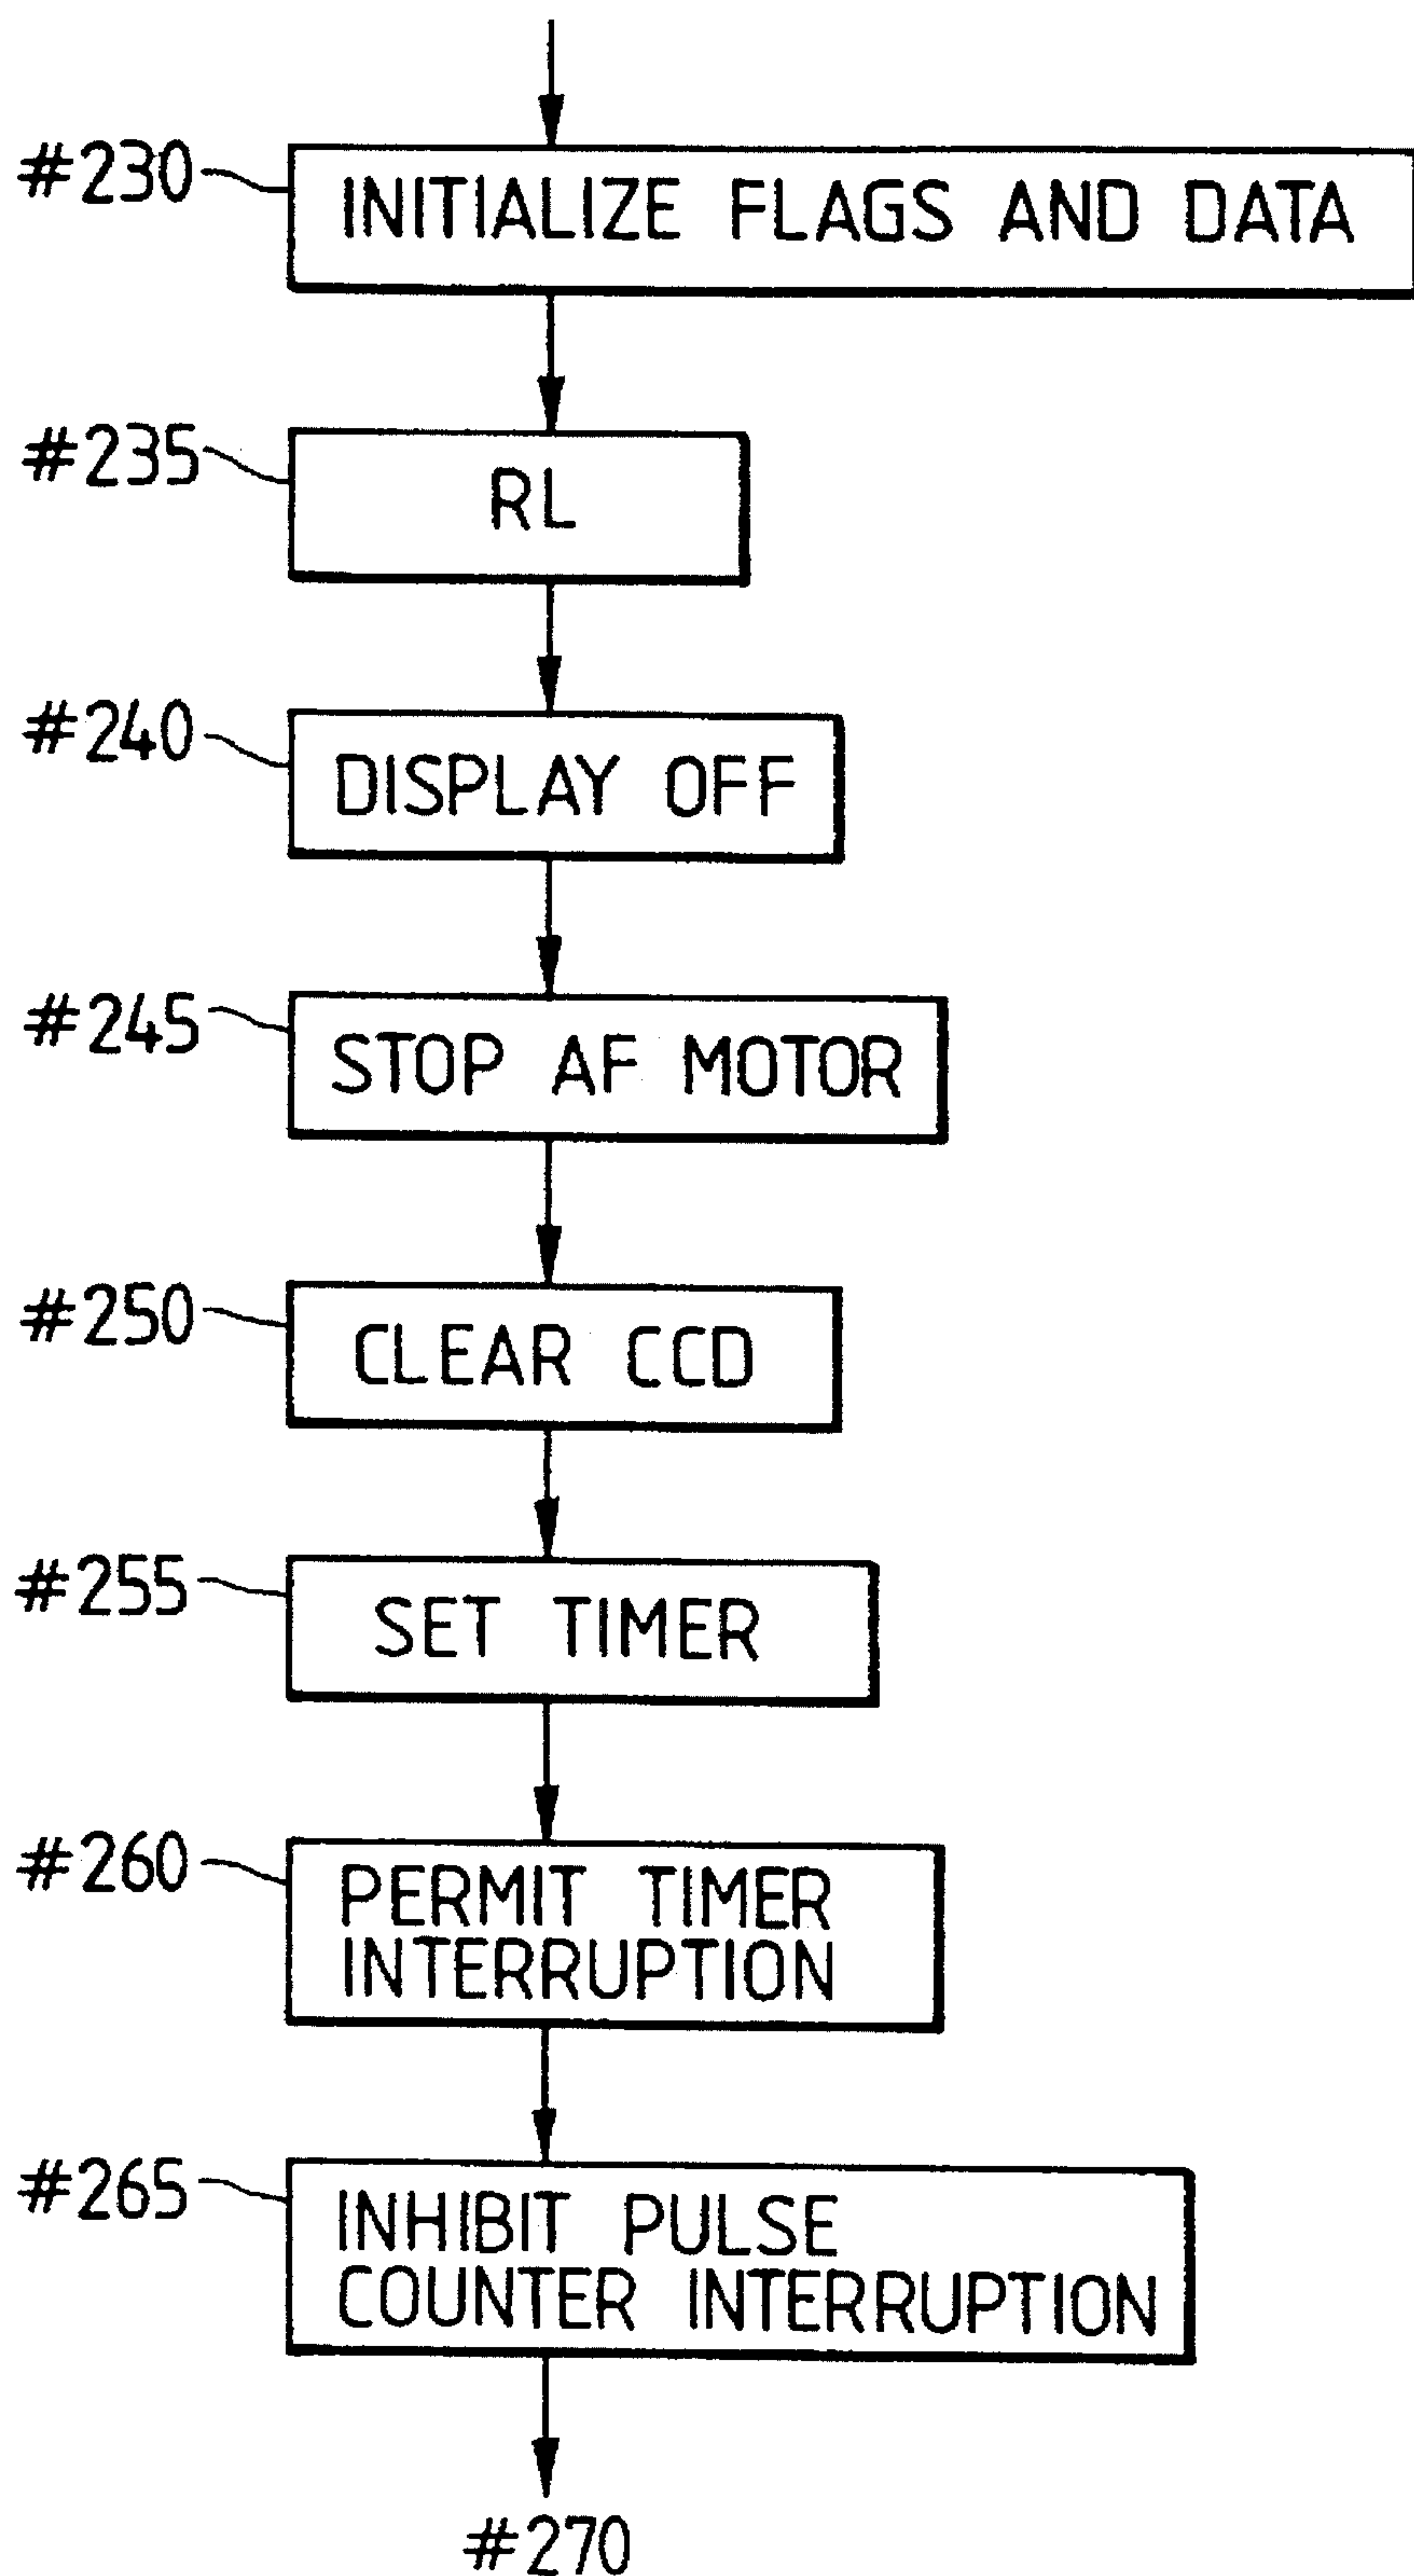 #230
INITIALIZE FLAGS AND DATA
#235
RL
#240
DISPLAY OFF
#245
STOP AF MOTOR
#250
CLEAR CCD
#255
SET TIMER
#260
PERMIT TIMER
INTERRUPTION
#265
INHIBIT PULSE
COUNTER INTERRUPTION
#270